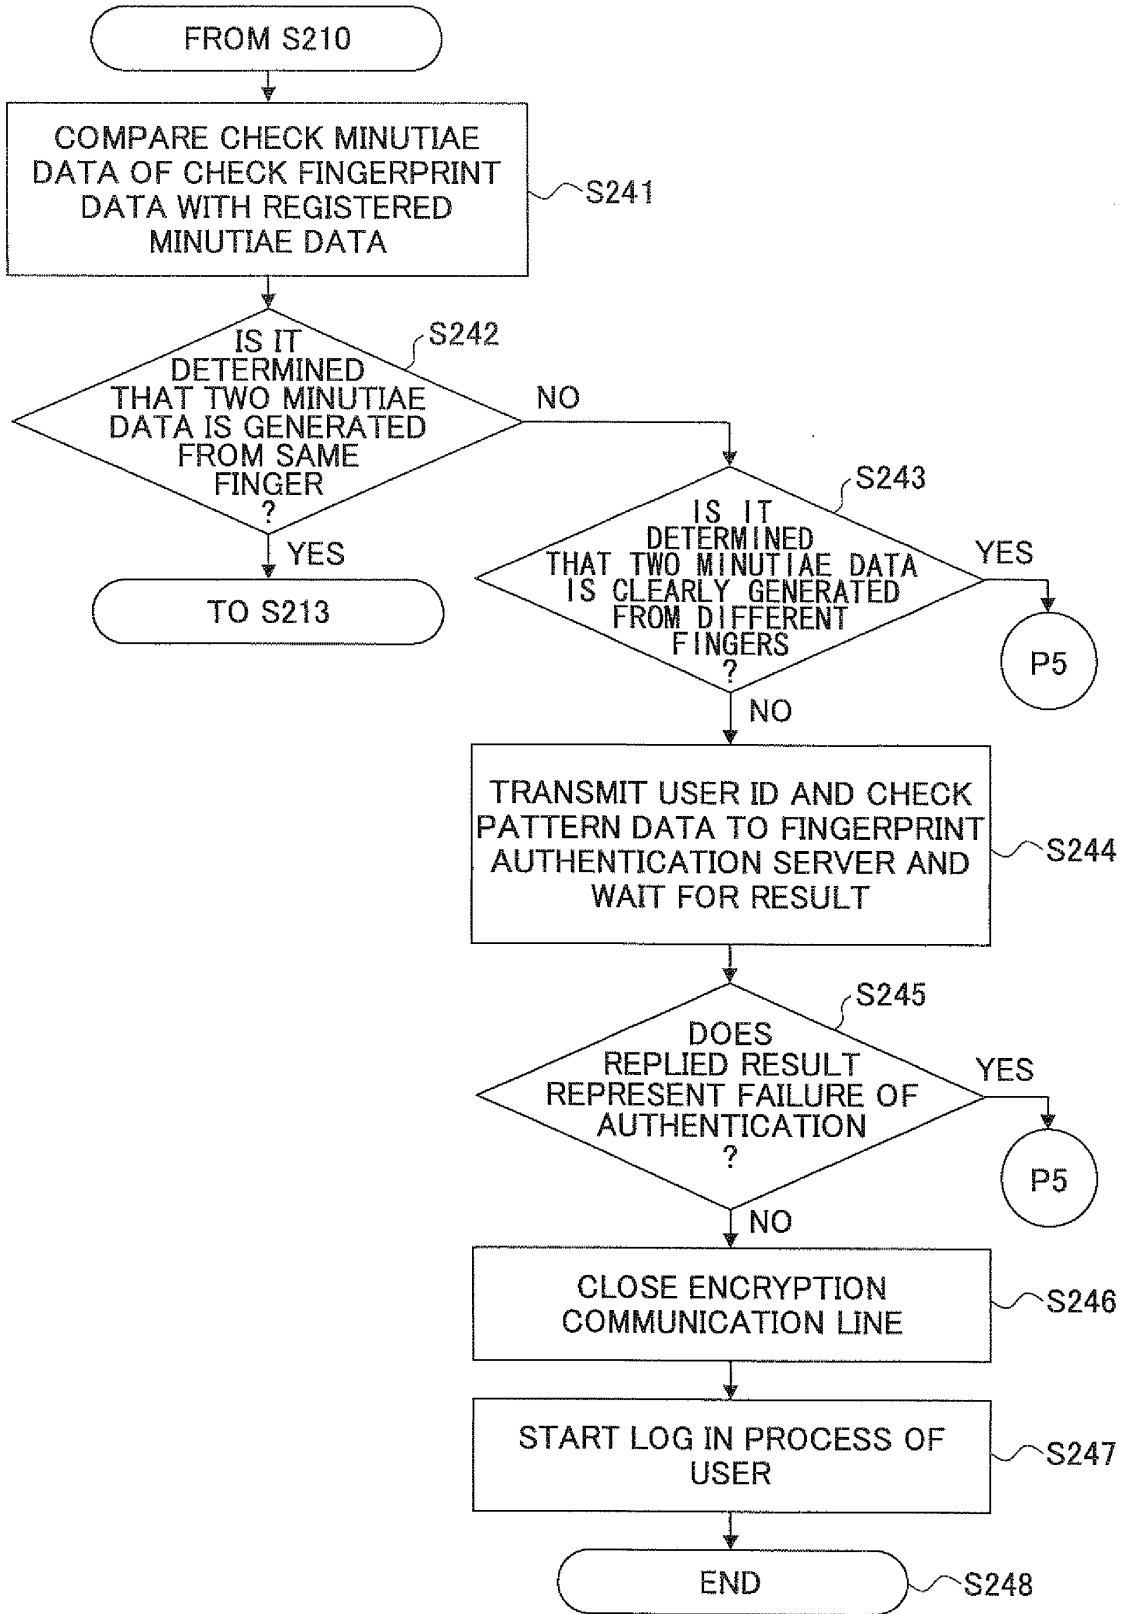 FROM S210
COMPARE CHECK MINUTIAE
DATA OF CHECK FINGERPRINT
DATA WITH REGISTERED
MINUTIAE DATA
S241
S242
IS IT
DETERMINED
THAT TWO MINUTIAE
DATA IS GENERATED
FROM SAME
FINGER
?
NO
YES
TO S213
S243
IS IT
DETERMINED
THAT TWO MINUTIAE DATA
IS CLEARLY GENERATED
FROM DIFFERENT
FINGERS
?
YES
P5
NO
TRANSMIT USER ID AND CHECK
PATTERN DATA TO FINGERPRINT
AUTHENTICATION SERVER AND
WAIT FOR RESULT
S244
S245
DOES
REPLIED RESULT
REPRESENT FAILURE OF
AUTHENTICATION
?
YES
P5
NO
CLOSE ENCRYPTION
COMMUNICATION LINE
S246
START LOG IN PROCESS OF
USER
S247
END
S248